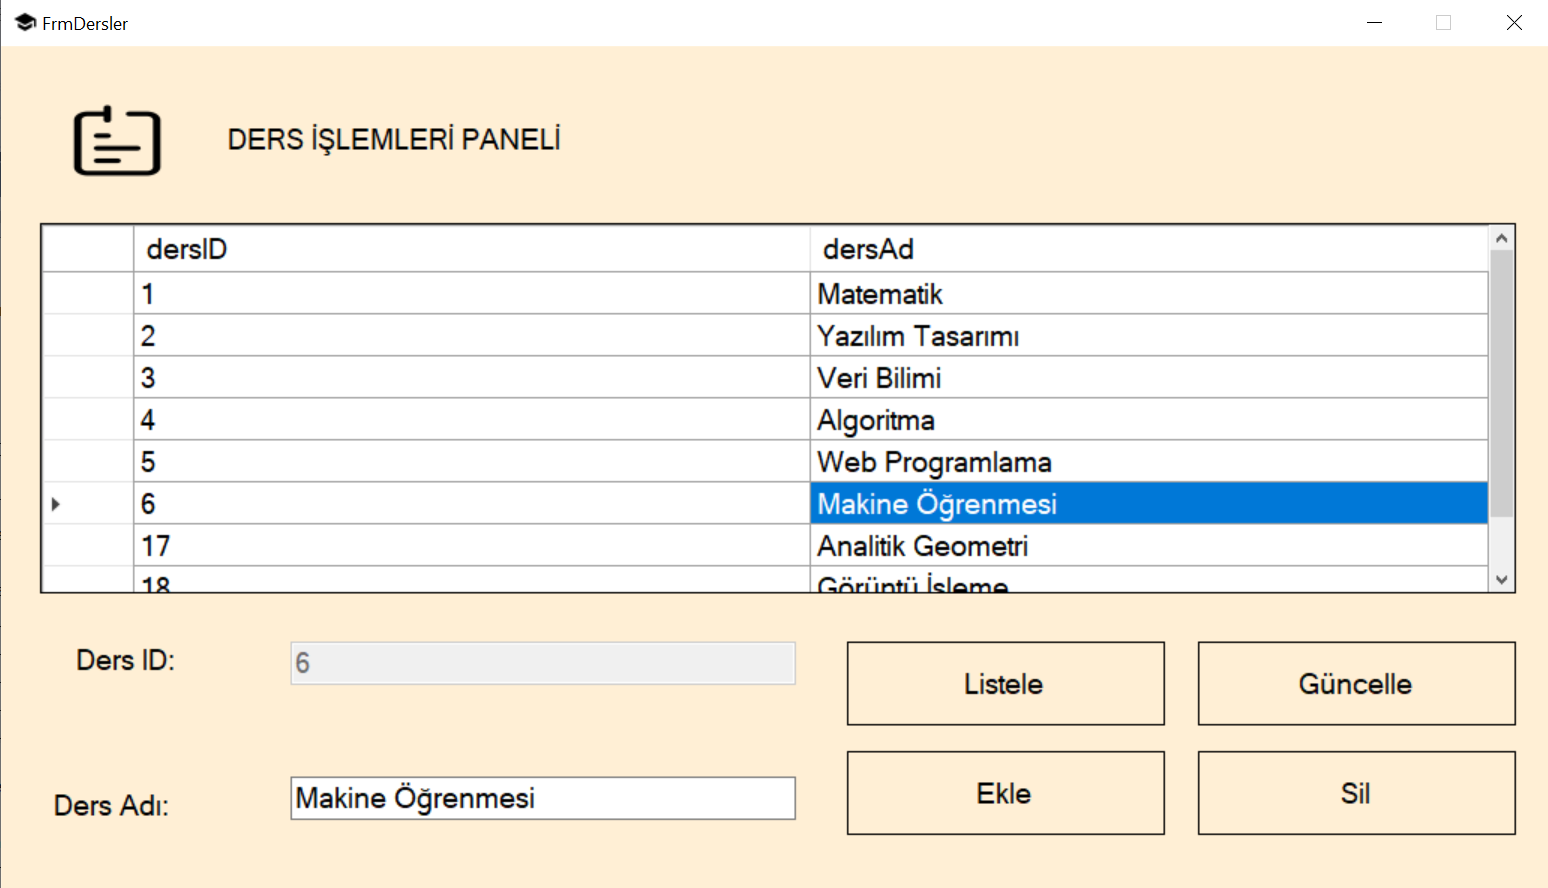 FrmDersler
DERS İŞLEMLERİ PANELİ
dersID dersAd
1 Matematik
2 Yazılım Tasarımı
3 Veri Bilimi
4 Algoritma
5 Web Programlama
6 Makine Öğrenmesi
17 Analitik Geometri
18 Görüntü İşleme
Ders ID: 6
Listele Güncelle
Ders Adı: Makine Öğrenmesi
Ekle Sil